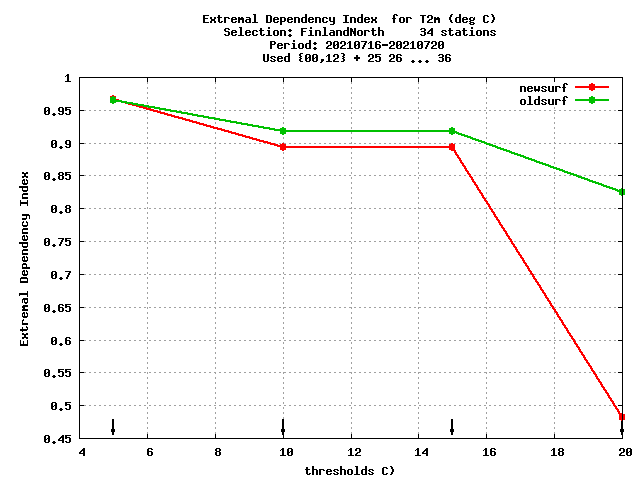 Extremal Dependency Index  for T2m (deg C)
Selection: FinlandNorth     34 stations
Period: 20210716-20210720
Used {00,12} + 25 26 ... 36
newsurf
oldsurf
Extremal Dependency Index
1
0.95
0.9
0.85
0.8
0.75
0.7
0.65
0.6
0.55
0.5
0.45
4 6 8 10 12 14 16 18 20
thresholds C)